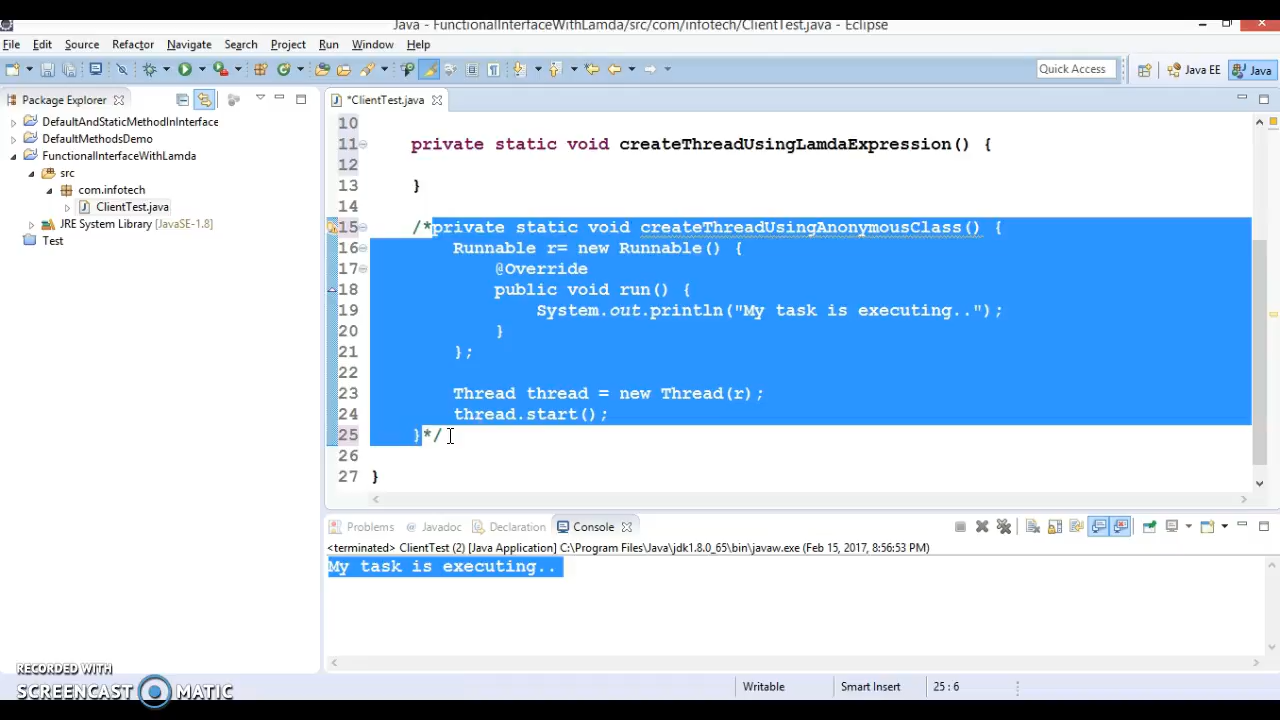 Java - FunctionalInterfaceWithLamda/src/com/infotech/ClientTest.java - Eclipse
File Edit Source Refactor Navigate Search Project Run Window Help
Quick Access Java EE Java
Package Explorer
DefaultAndStaticMethodInInterface
DefaultMethodsDemo
FunctionalInterfaceWithLamda
src
com.infotech
ClientTest.java
JRE System Library [JavaSE-1.8]
Test
*ClientTest.java
10
11 private static void createThreadUsingLamdaExpression() {
12
13 }
14
15 /*private static void createThreadUsingAnonymousClass() {
16 Runnable r= new Runnable() {
17 @Override
18 public void run() {
19 System.out.println("My task is executing..");
20 }
21 };
22
23 Thread thread = new Thread(r);
24 thread.start();
25 }*/
26
27 }
Problems @ Javadoc Declaration Console
<terminated> ClientTest (2) [Java Application] C:\Program Files\Java\jdk1.8.0_65\bin\javaw.exe (Feb 15, 2017, 8:56:53 PM)
My task is executing..
Writable Smart Insert 25 : 6
RECORDED WITH
SCREENCAST MATIC